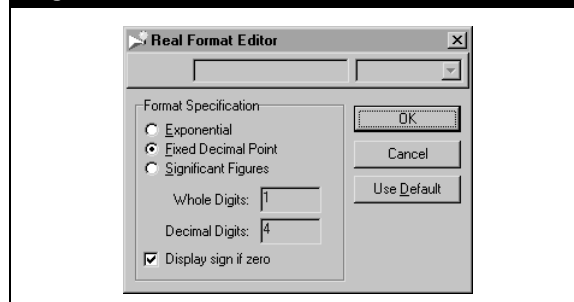 Real Format Editor
Format Specification
Exponential
Fixed Decimal Point
Significant Figures
Whole Digits: 1
Decimal Digits: 4
Display sign if zero
OK
Cancel
Use Default